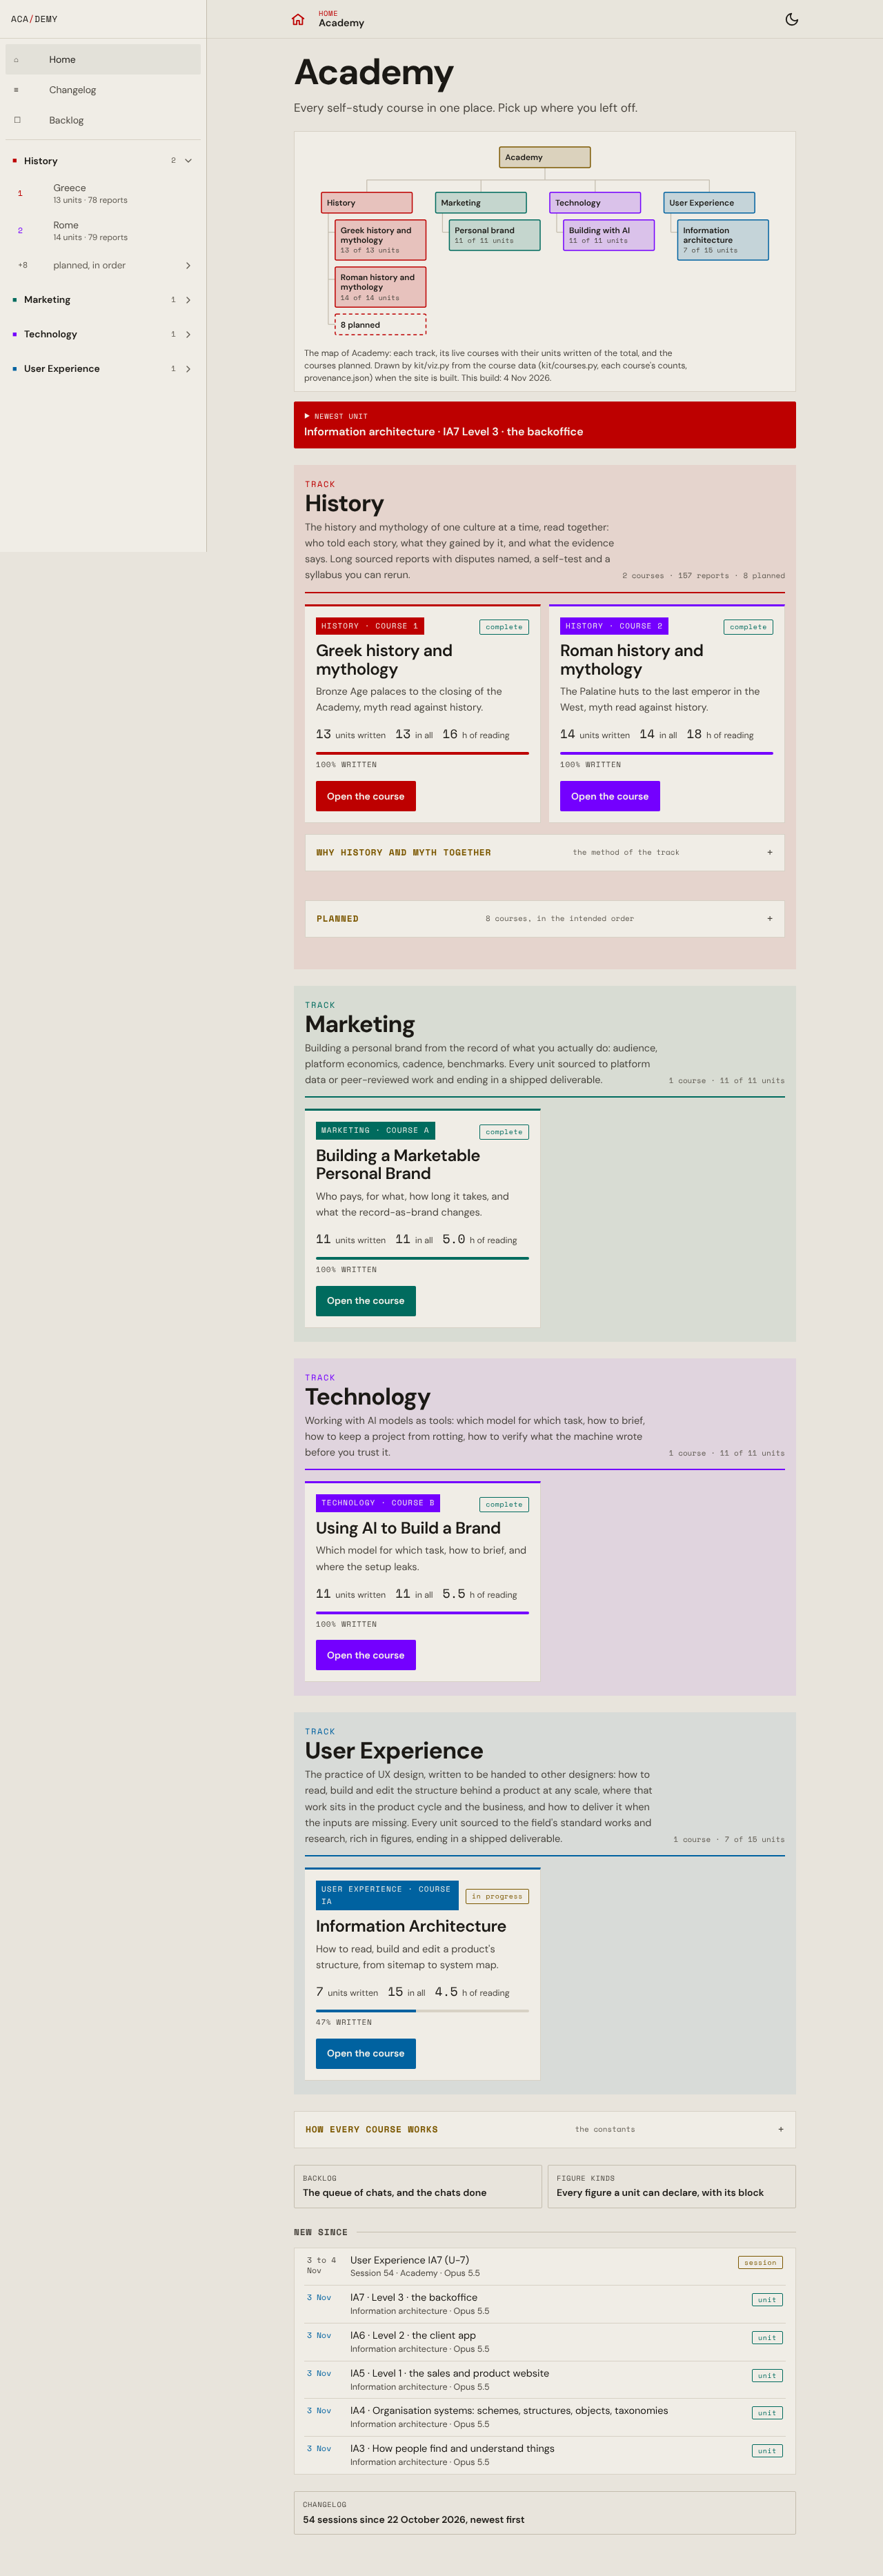 ACA/DEMY
Home
Changelog
Backlog
History 2
1 Greece
13 units · 78 reports
2 Rome
14 units · 79 reports
+8 planned, in order
Marketing 1
Technology 1
User Experience 1
HOME
Academy
Academy
Every self-study course in one place. Pick up where you left off.
Academy
History
Marketing
Technology
User Experience
Greek history and
mythology
13 of 13 units
Personal brand
11 of 11 units
Building with AI
11 of 11 units
Information
architecture
7 of 15 units
Roman history and
mythology
14 of 14 units
8 planned
The map of Academy: each track, its live courses with their units written of the total, and the
courses planned. Drawn by kit/viz.py from the course data (kit/courses.py, each course's counts,
provenance.json) when the site is built. This build: 4 Nov 2026.
NEWEST UNIT
Information architecture · IA7 Level 3 · the backoffice
TRACK
History
The history and mythology of one culture at a time, read together:
who told each story, what they gained by it, and what the evidence
says. Long sourced reports with disputes named, a self-test and a
syllabus you can rerun.
2 courses · 157 reports · 8 planned
HISTORY · COURSE 1
complete
Greek history and
mythology
Bronze Age palaces to the closing of the
Academy, myth read against history.
13 units written 13 in all 16 h of reading
100% WRITTEN
Open the course
HISTORY · COURSE 2
complete
Roman history and
mythology
The Palatine huts to the last emperor in the
West, myth read against history.
14 units written 14 in all 18 h of reading
100% WRITTEN
Open the course
WHY HISTORY AND MYTH TOGETHER the method of the track +
PLANNED 8 courses, in the intended order +
TRACK
Marketing
Building a personal brand from the record of what you actually do: audience,
platform economics, cadence, benchmarks. Every unit sourced to platform
data or peer-reviewed work and ending in a shipped deliverable.
1 course · 11 of 11 units
MARKETING · COURSE A
complete
Building a Marketable
Personal Brand
Who pays, for what, how long it takes, and
what the record-as-brand changes.
11 units written 11 in all 5.0 h of reading
100% WRITTEN
Open the course
TRACK
Technology
Working with AI models as tools: which model for which task, how to brief,
how to keep a project from rotting, how to verify what the machine wrote
before you trust it.
1 course · 11 of 11 units
TECHNOLOGY · COURSE B
complete
Using AI to Build a Brand
Which model for which task, how to brief, and
where the setup leaks.
11 units written 11 in all 5.5 h of reading
100% WRITTEN
Open the course
TRACK
User Experience
The practice of UX design, written to be handed to other designers: how to
read, build and edit the structure behind a product at any scale, where that
work sits in the product cycle and the business, and how to deliver it when
the inputs are missing. Every unit sourced to the field's standard works and
research, rich in figures, ending in a shipped deliverable.
1 course · 7 of 15 units
USER EXPERIENCE · COURSE
IA
in progress
Information Architecture
How to read, build and edit a product's
structure, from sitemap to system map.
7 units written 15 in all 4.5 h of reading
47% WRITTEN
Open the course
HOW EVERY COURSE WORKS the constants +
BACKLOG
The queue of chats, and the chats done
FIGURE KINDS
Every figure a unit can declare, with its block
NEW SINCE
3 to 4
Nov
User Experience IA7 (U-7)
Session 54 · Academy · Opus 5.5
session
3 Nov IA7 · Level 3 · the backoffice
Information architecture · Opus 5.5
unit
3 Nov IA6 · Level 2 · the client app
Information architecture · Opus 5.5
unit
3 Nov IA5 · Level 1 · the sales and product website
Information architecture · Opus 5.5
unit
3 Nov IA4 · Organisation systems: schemes, structures, objects, taxonomies
Information architecture · Opus 5.5
unit
3 Nov IA3 · How people find and understand things
Information architecture · Opus 5.5
unit
CHANGELOG
54 sessions since 22 October 2026, newest first